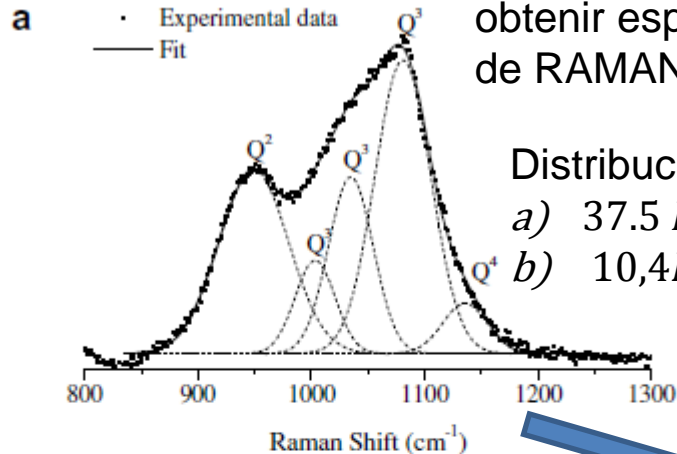 a
Experimental data
Fit
obtenir esp
de RAMAN
Distribuc
a) 37.5
b) 10,4
Q³
Q²
Q³
Q³
Q⁴
800 900 1000 1100 1200 1300
Raman Shift (cm⁻¹)